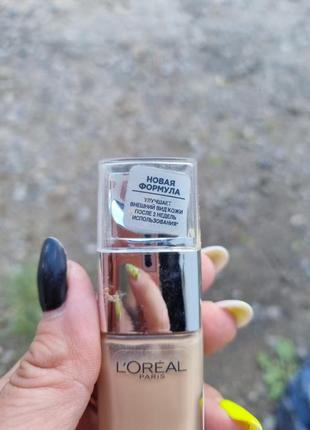 НОВАЯ
ФОРМУЛА
УЛУЧШАЕТ
ВНЕШНИЙ ВИД КОЖИ
ПОСЛЕ 2 НЕДЕЛЬ
ИСПОЛЬЗОВАНИЯ*
L'ORÉAL
PARIS